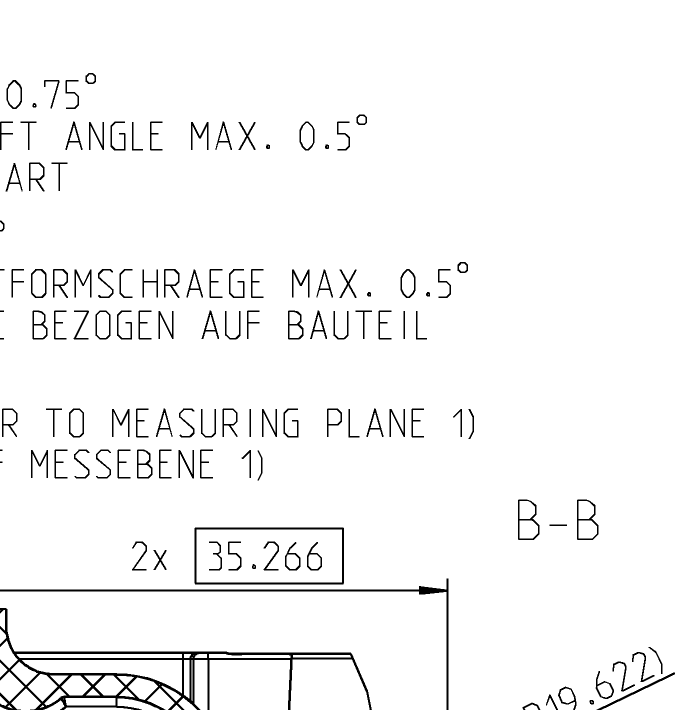 0.75°
FT ANGLE MAX. 0.5°
ART
°
TFORMSCHRAEGE MAX. 0.5°
E BEZOGEN AUF BAUTEIL
R TO MEASURING PLANE 1)
F MESSEBENE 1)
B-B
2x 35.266
R19.622)